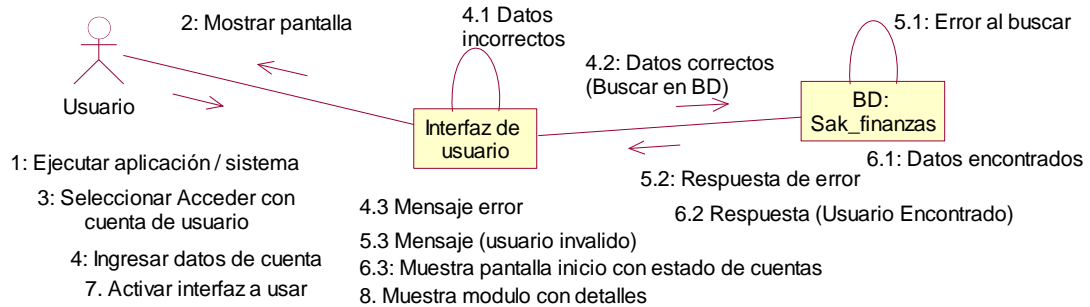 2: Mostrar pantalla
4.1 Datos
incorrectos
5.1: Error al buscar
4.2: Datos correctos
(Buscar en BD)
Usuario
Interfaz de
usuario
BD:
Sak_finanzas
1: Ejecutar aplicación / sistema
3: Seleccionar Acceder con
cuenta de usuario
4: Ingresar datos de cuenta
7. Activar interfaz a usar
6.1: Datos encontrados
5.2: Respuesta de error
6.2 Respuesta (Usuario Encontrado)
4.3 Mensaje error
5.3 Mensaje (usuario invalido)
6.3: Muestra pantalla inicio con estado de cuentas
8. Muestra modulo con detalles